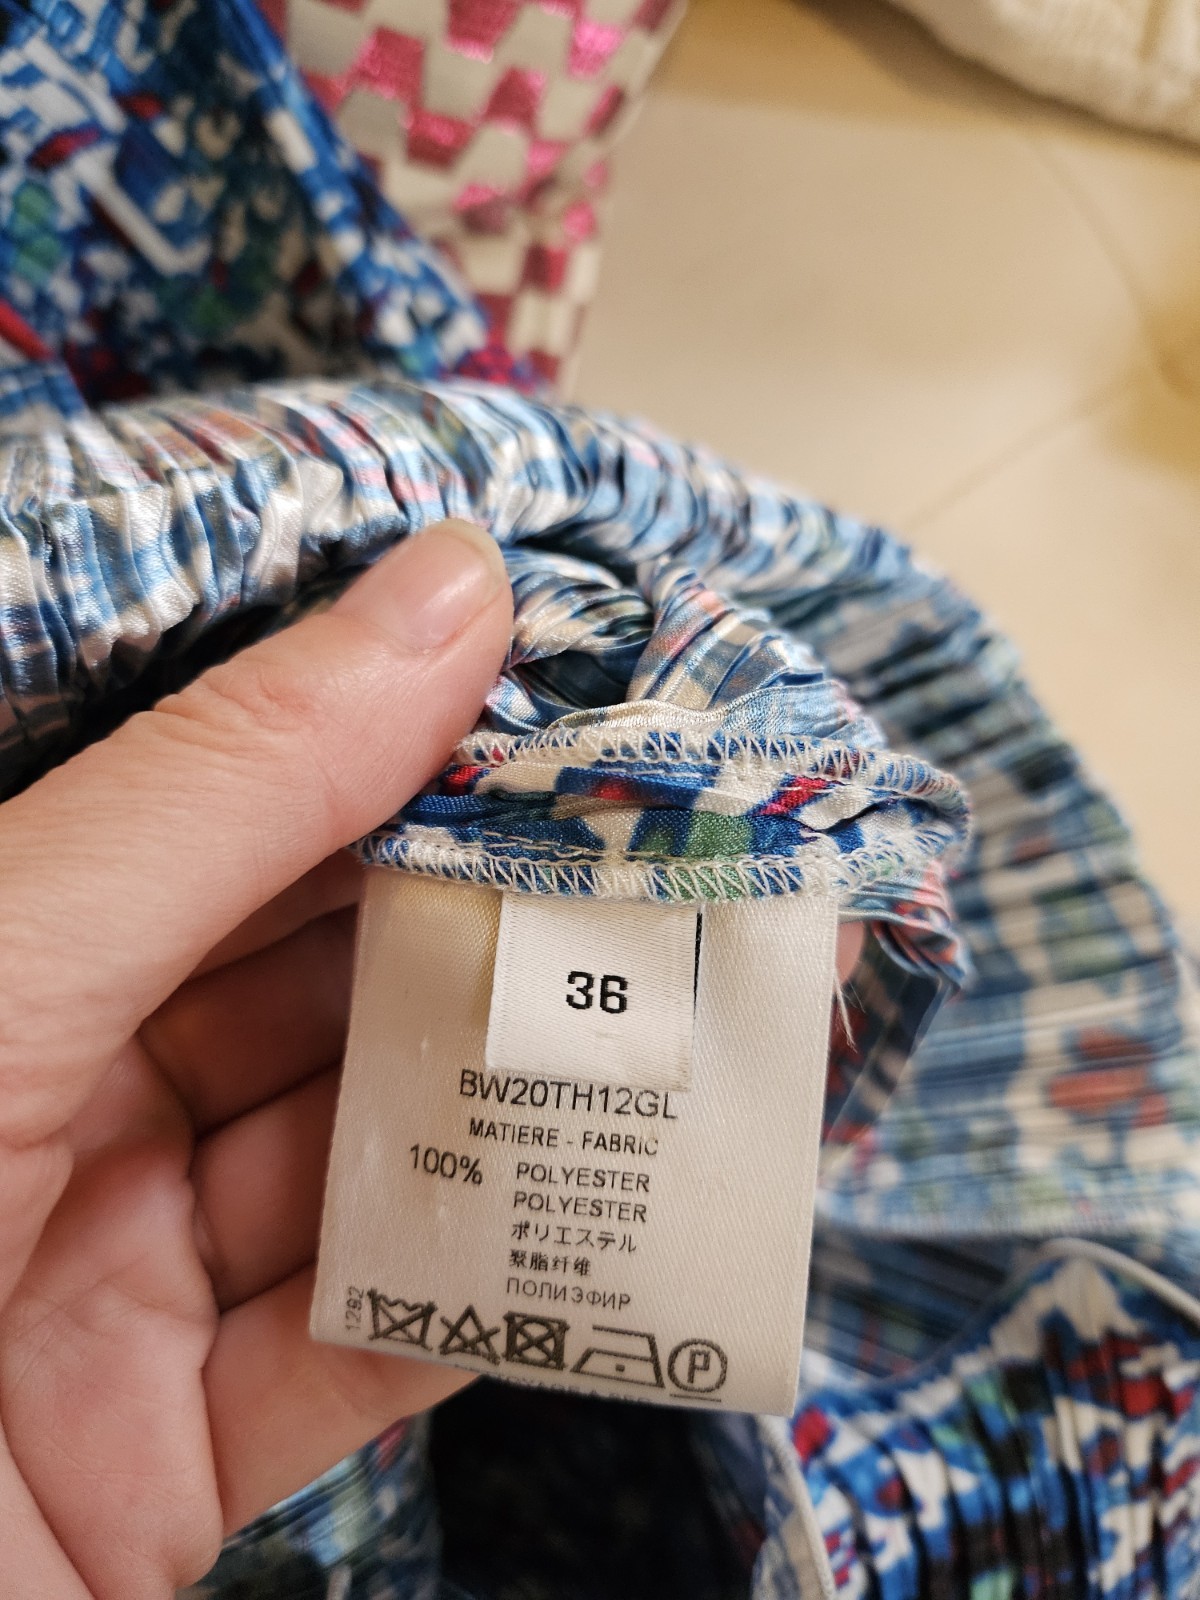 36
BW20TH12GL
MATIERE - FABRIC
100% POLYESTER
POLYESTER
ポリエステル
聚脂纤维
ПОЛИЭФИР
1292
P